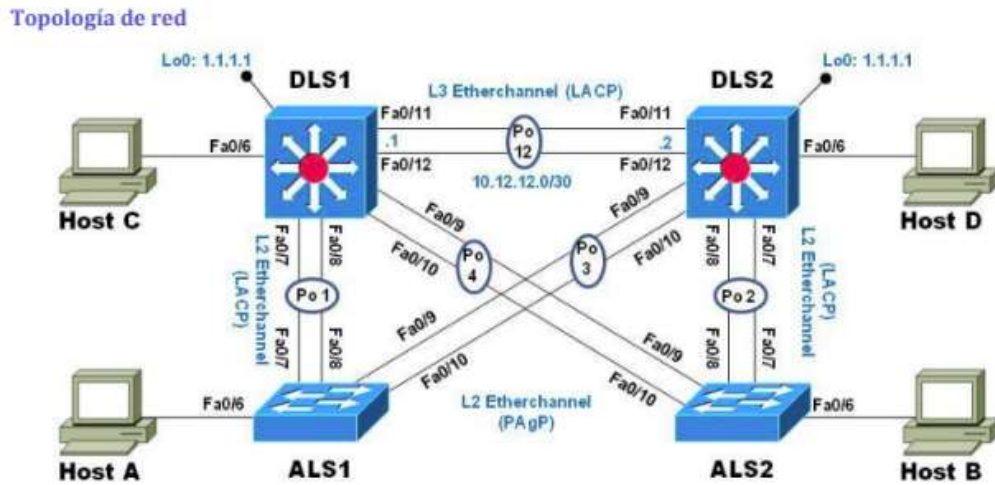 Topología de red
Lo0: 1.1.1.1
Lo0: 1.1.1.1
DLS1
DLS2
L3 Etherchannel (LACP)
Fa0/11
Fa0/11
Fa0/6
.1
Po
12
.2
Fa0/6
Fa0/12
Fa0/12
10.12.12.0/30
Host C
Host D
Fa0/9
Fa0/9
Fa0/10
Fa0/10
Fa0/7
Fa0/8
Fa0/8
Fa0/7
L2 Etherchannel
(LACP)
Po 1
Po
4
Po
3
Po 2
L2 Etherchannel
(LACP)
Fa0/7
Fa0/8
Fa0/9
Fa0/10
Fa0/9
Fa0/10
Fa0/8
Fa0/7
Fa0/6
L2 Etherchannel
(PAgP)
Fa0/6
Host A
ALS1
ALS2
Host B